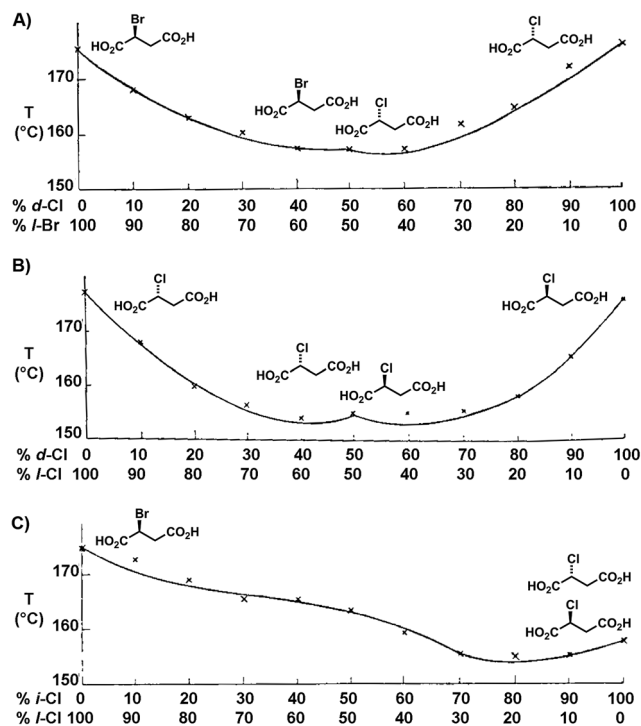 A)
Br
HO₂C CO₂H
Cl
HO₂C CO₂H
Br
HO₂C CO₂H
Cl
HO₂C CO₂H
170
T
(°C)
160
150
0 10 20 30 40 50 60 70 80 90 100
% d-Cl
% l-Br 100 90 80 70 60 50 40 30 20 10 0
B)
Cl
HO₂C CO₂H
Cl
HO₂C CO₂H
Cl
HO₂C CO₂H
Cl
HO₂C CO₂H
170
T
(°C)
160
150
% d-Cl 0 10 20 30 40 50 60 70 80 90 100
% l-Cl 100 90 80 70 60 50 40 30 20 10 0
C)
Br
HO₂C CO₂H
Cl
HO₂C CO₂H
Cl
HO₂C CO₂H
170
T
(°C)
160
150
% i-Cl 0 10 20 30 40 50 60 70 80 90 100
% l-Cl 100 90 80 70 60 50 40 30 20 10 0